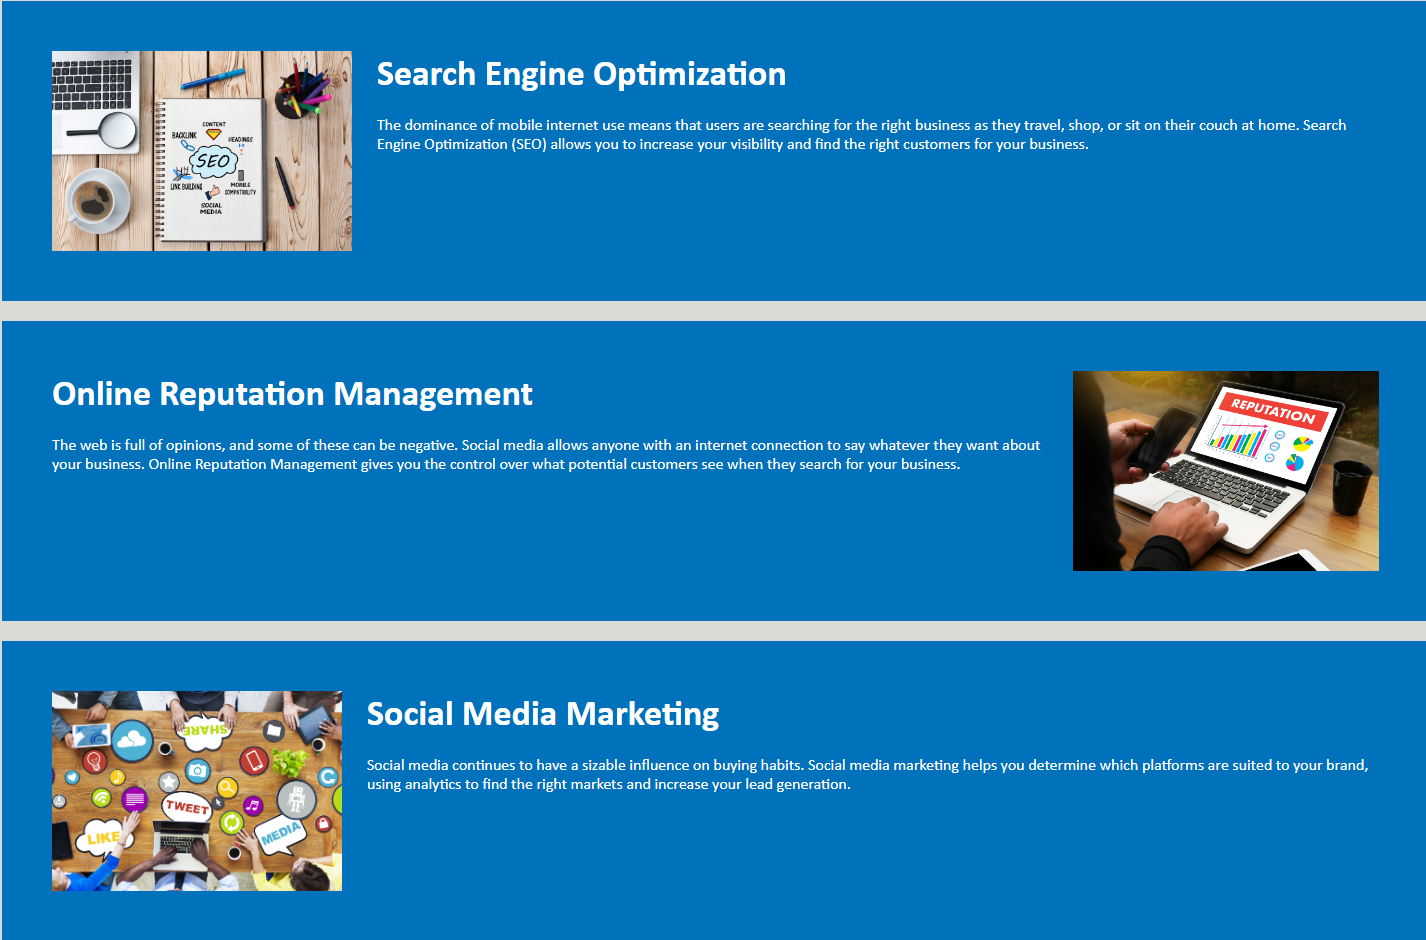 CONTENT
BACKLINK
HEADINGS
SEO
LINK BUILDING
MOBILE
COMPATIBILITY
SOCIAL
MEDIA
Search Engine Optimization
The dominance of mobile internet use means that users are searching for the right business as they travel, shop, or sit on their couch at home. Search
Engine Optimization (SEO) allows you to increase your visibility and find the right customers for your business.
Online Reputation Management
The web is full of opinions, and some of these can be negative. Social media allows anyone with an internet connection to say whatever they want about
your business. Online Reputation Management gives you the control over what potential customers see when they search for your business.
REPUTATION
SHARE
TWEET
LIKE
MEDIA
Social Media Marketing
Social media continues to have a sizable influence on buying habits. Social media marketing helps you determine which platforms are suited to your brand,
using analytics to find the right markets and increase your lead generation.